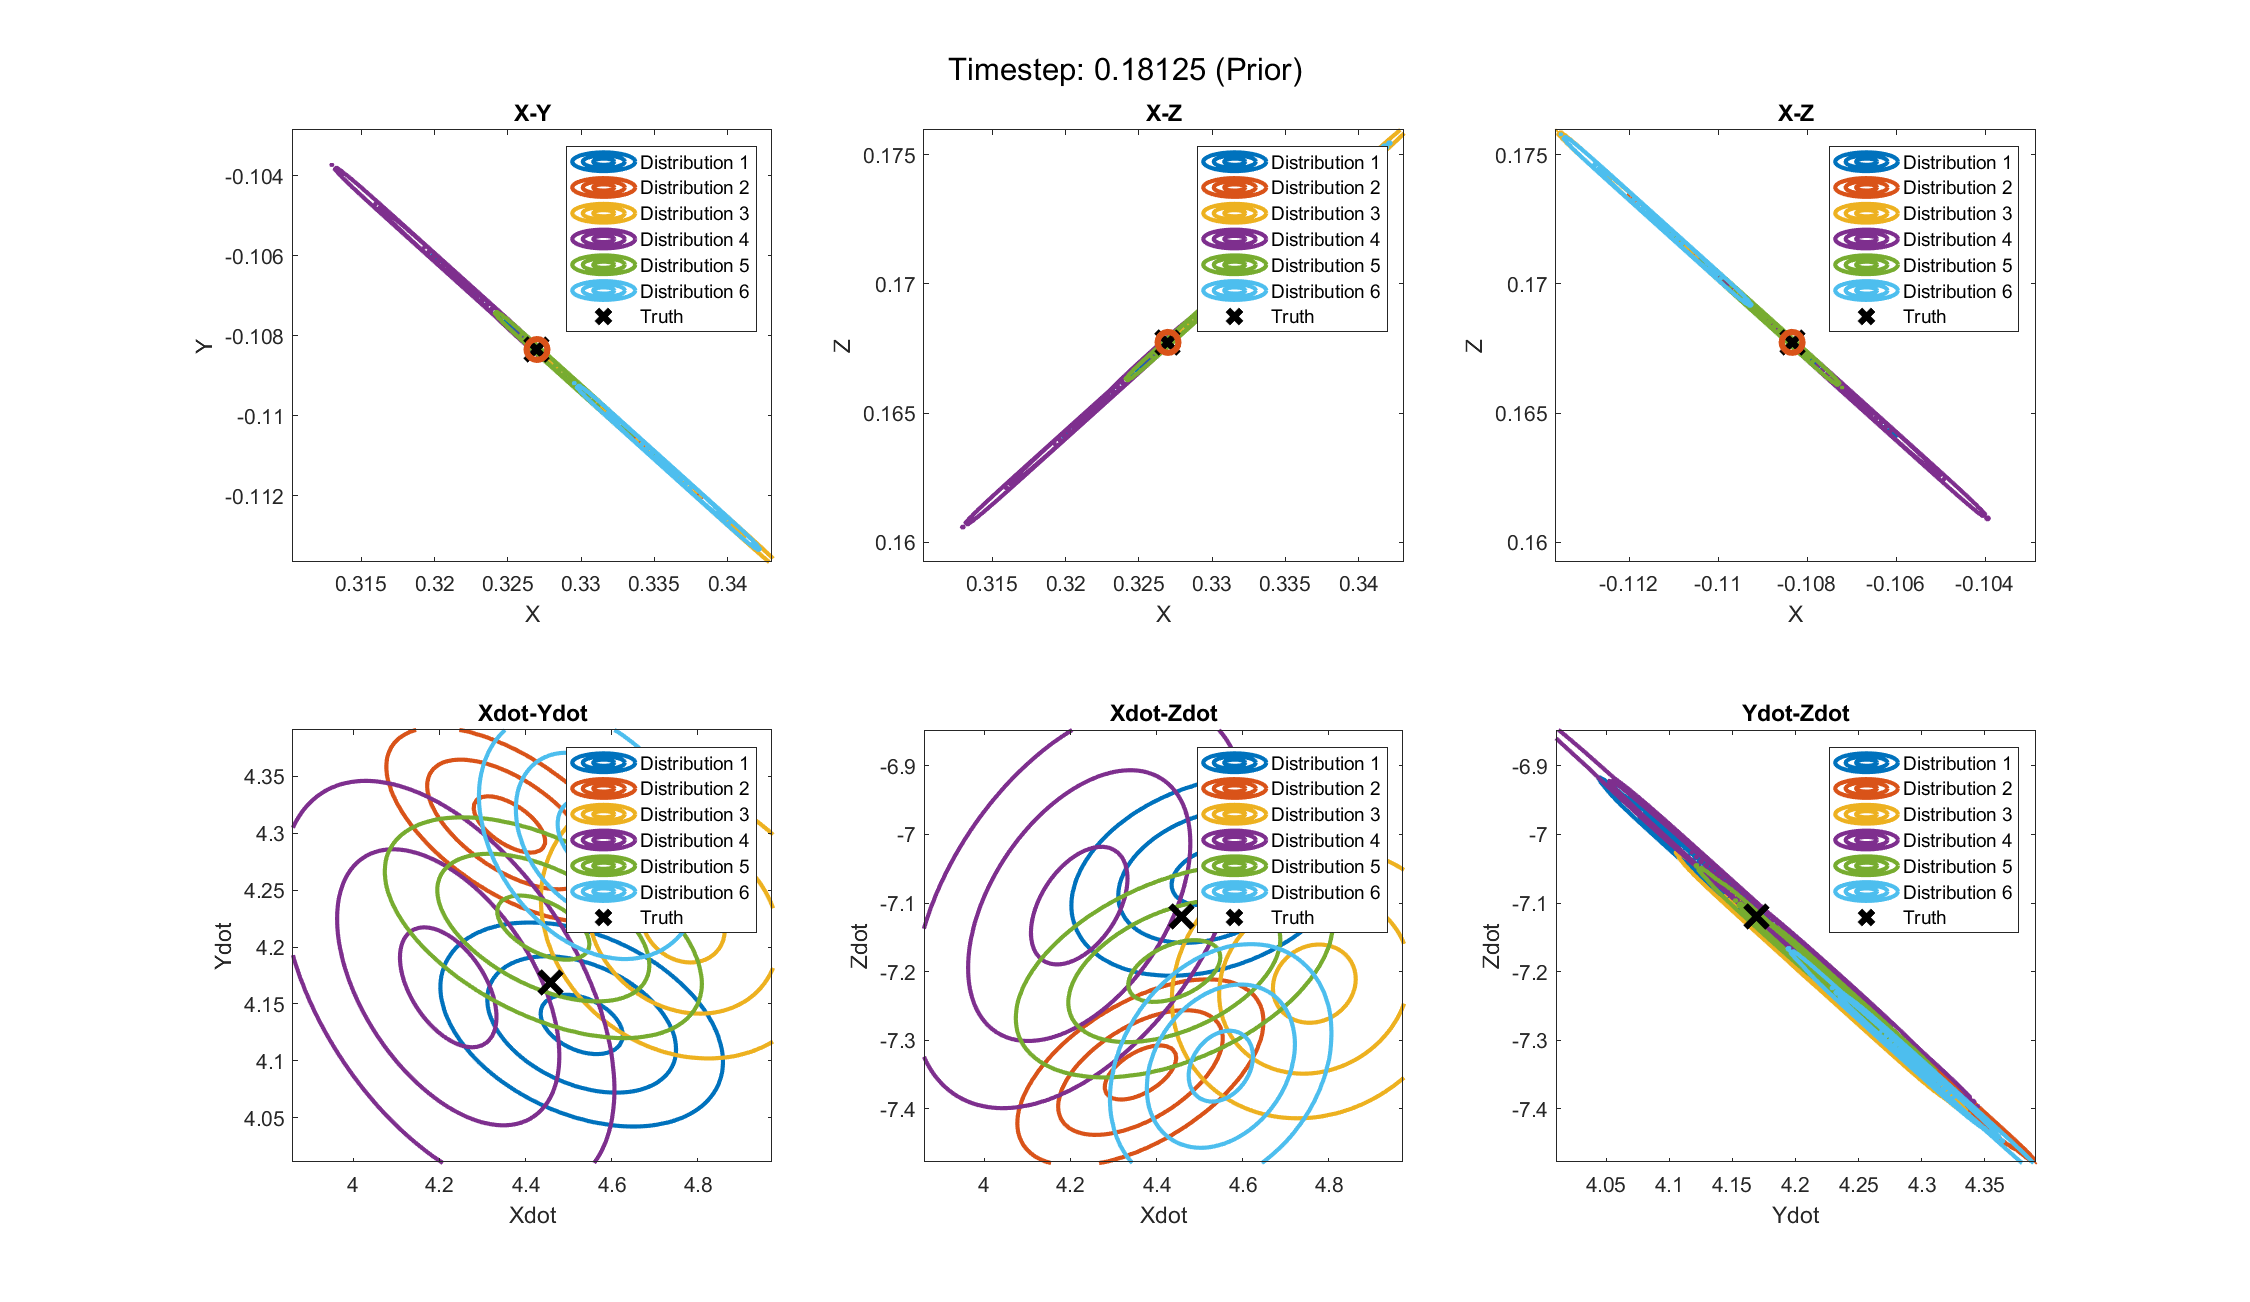 Timestep: 0.18125 (Prior)
X-Y
-0.104
-0.106
-0.108
-0.11
-0.112
Y
0.315 0.32 0.325 0.33 0.335 0.34
X
Distribution 1
Distribution 2
Distribution 3
Distribution 4
Distribution 5
Distribution 6
Truth
X-Z
0.175
0.17
0.165
0.16
Z
0.315 0.32 0.325 0.33 0.335 0.34
X
Distribution 1
Distribution 2
Distribution 3
Distribution 4
Distribution 5
Distribution 6
Truth
X-Z
0.175
0.17
0.165
0.16
Z
-0.112 -0.11 -0.108 -0.106 -0.104
X
Distribution 1
Distribution 2
Distribution 3
Distribution 4
Distribution 5
Distribution 6
Truth
Xdot-Ydot
4.35
4.3
4.25
4.2
4.15
4.1
4.05
Ydot
4 4.2 4.4 4.6 4.8
Xdot
Distribution 1
Distribution 2
Distribution 3
Distribution 4
Distribution 5
Distribution 6
Truth
Xdot-Zdot
-6.9
-7
-7.1
-7.2
-7.3
-7.4
Zdot
4 4.2 4.4 4.6 4.8
Xdot
Distribution 1
Distribution 2
Distribution 3
Distribution 4
Distribution 5
Distribution 6
Truth
Ydot-Zdot
-6.9
-7
-7.1
-7.2
-7.3
-7.4
Zdot
4.05 4.1 4.15 4.2 4.25 4.3 4.35
Ydot
Distribution 1
Distribution 2
Distribution 3
Distribution 4
Distribution 5
Distribution 6
Truth